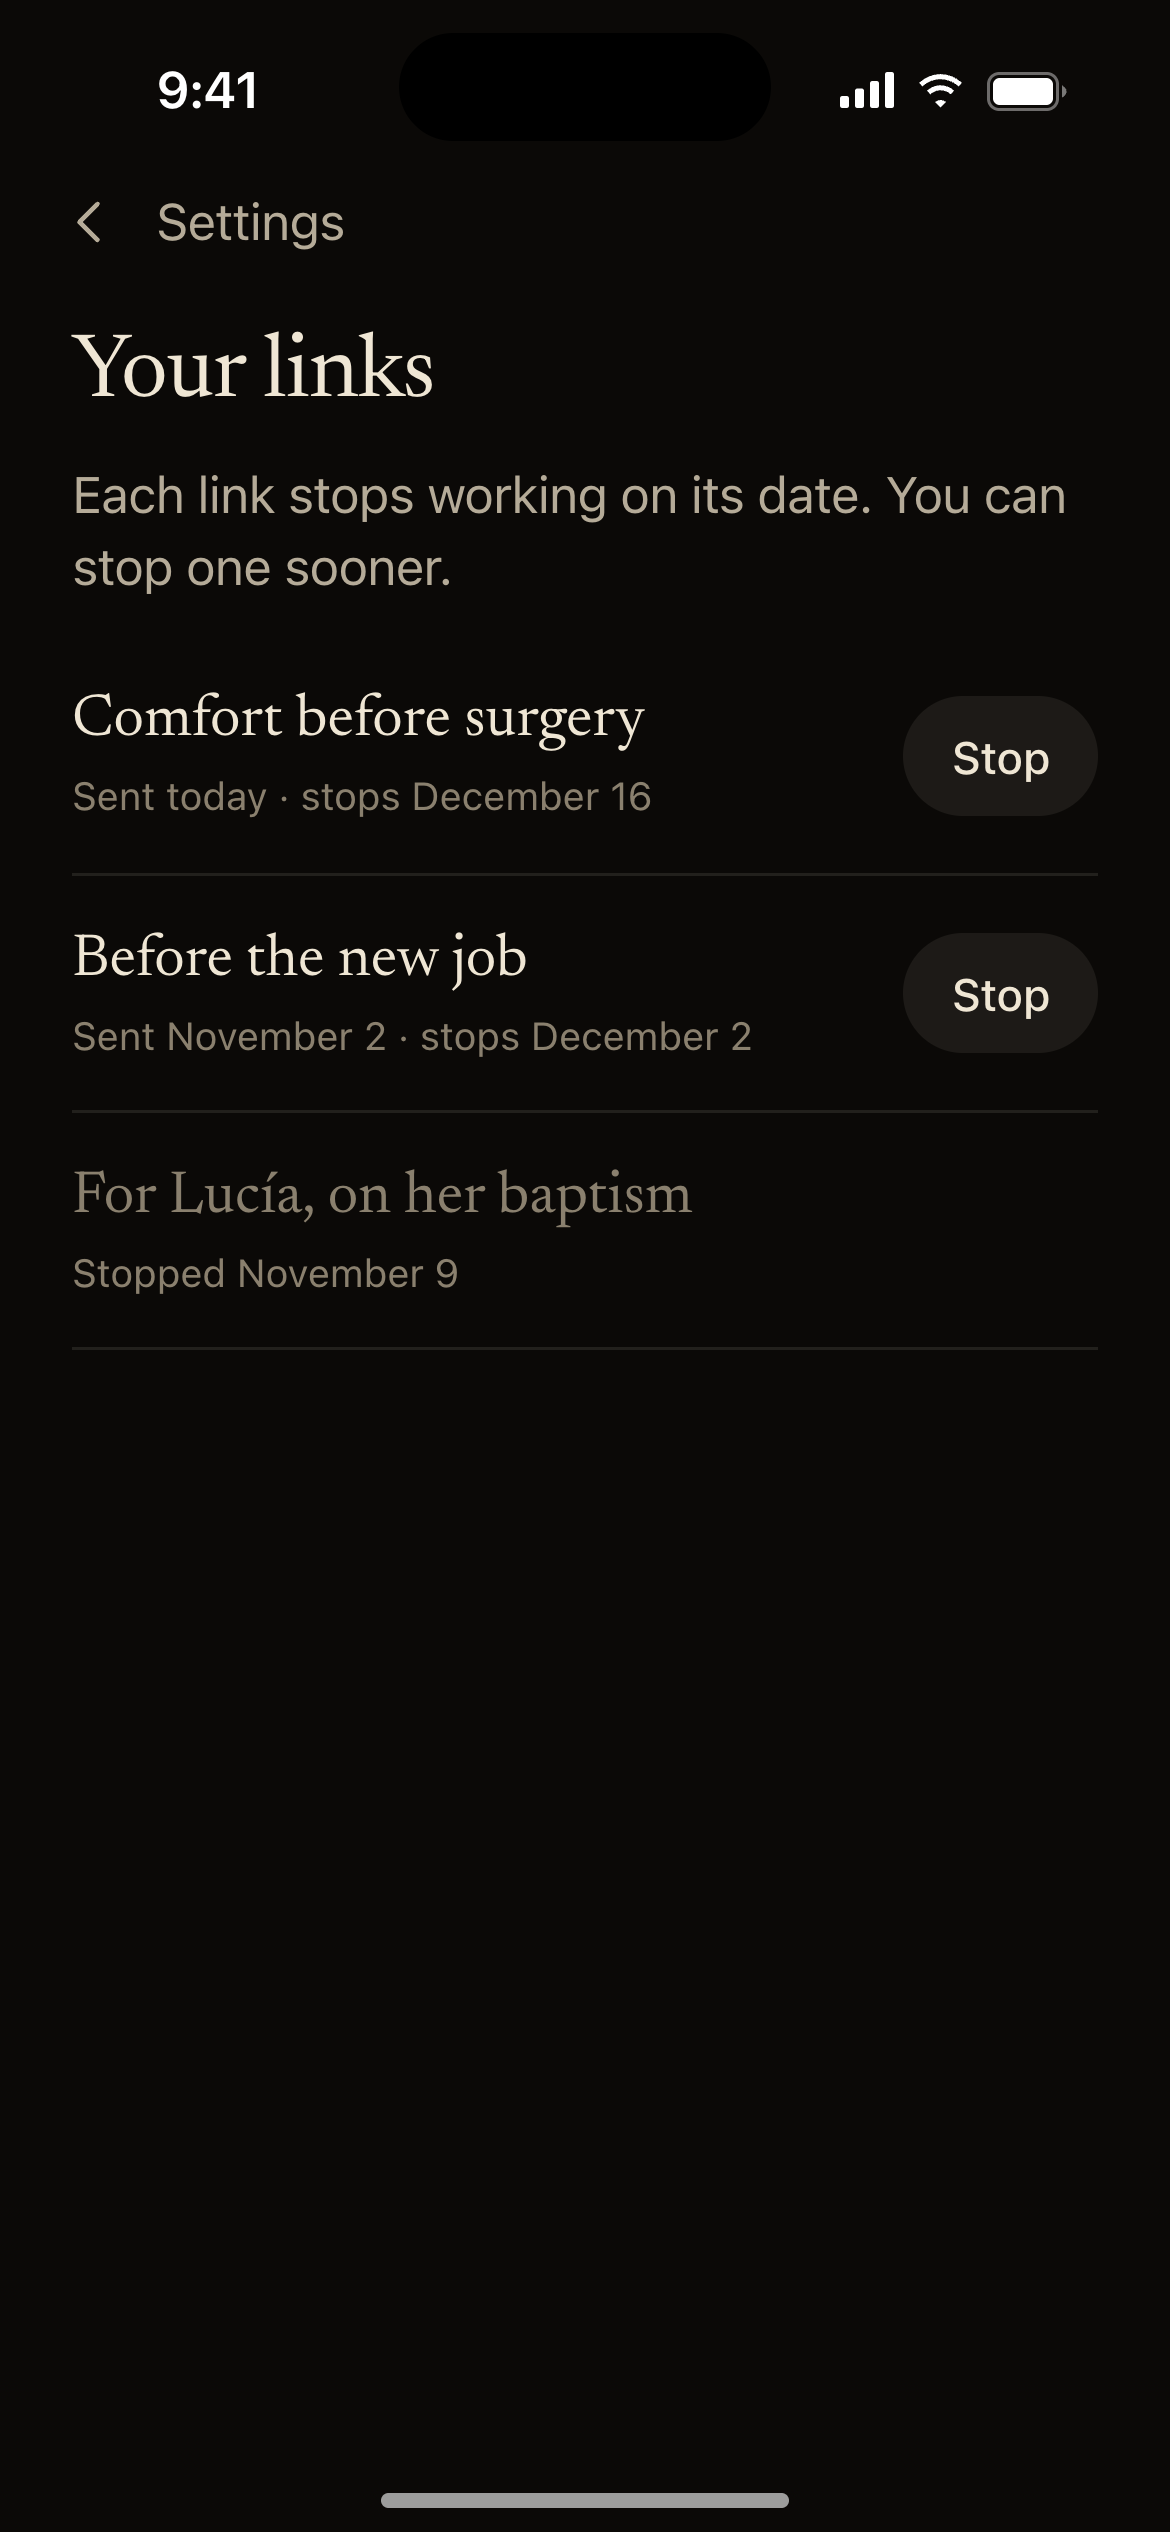 9:41
Settings
Your links
Each link stops working on its date. You can
stop one sooner.
Comfort before surgery
Sent today · stops December 16
Stop
Before the new job
Sent November 2 · stops December 2
Stop
For Lucía, on her baptism
Stopped November 9